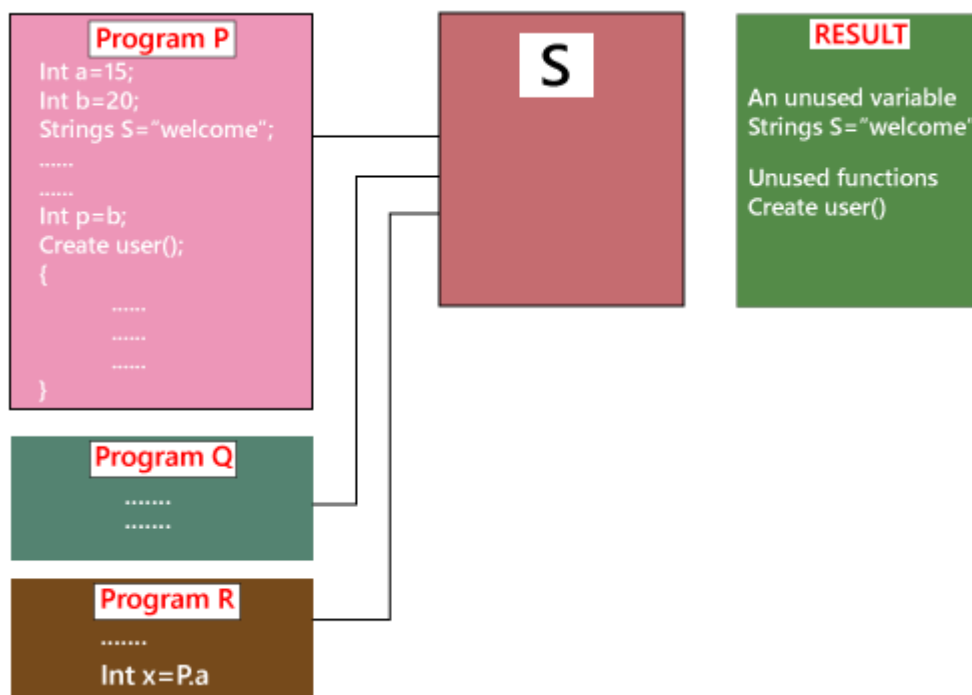 Program P
Int a=15;
Int b=20;
Strings S=“welcome”;
......
......
Int p=b;
Create user();
{
......
......
......
}
S
RESULT
An unused variable
Strings S=“welcome”
Unused functions
Create user()
Program Q
.......
.......
Program R
.......
Int x=P.a